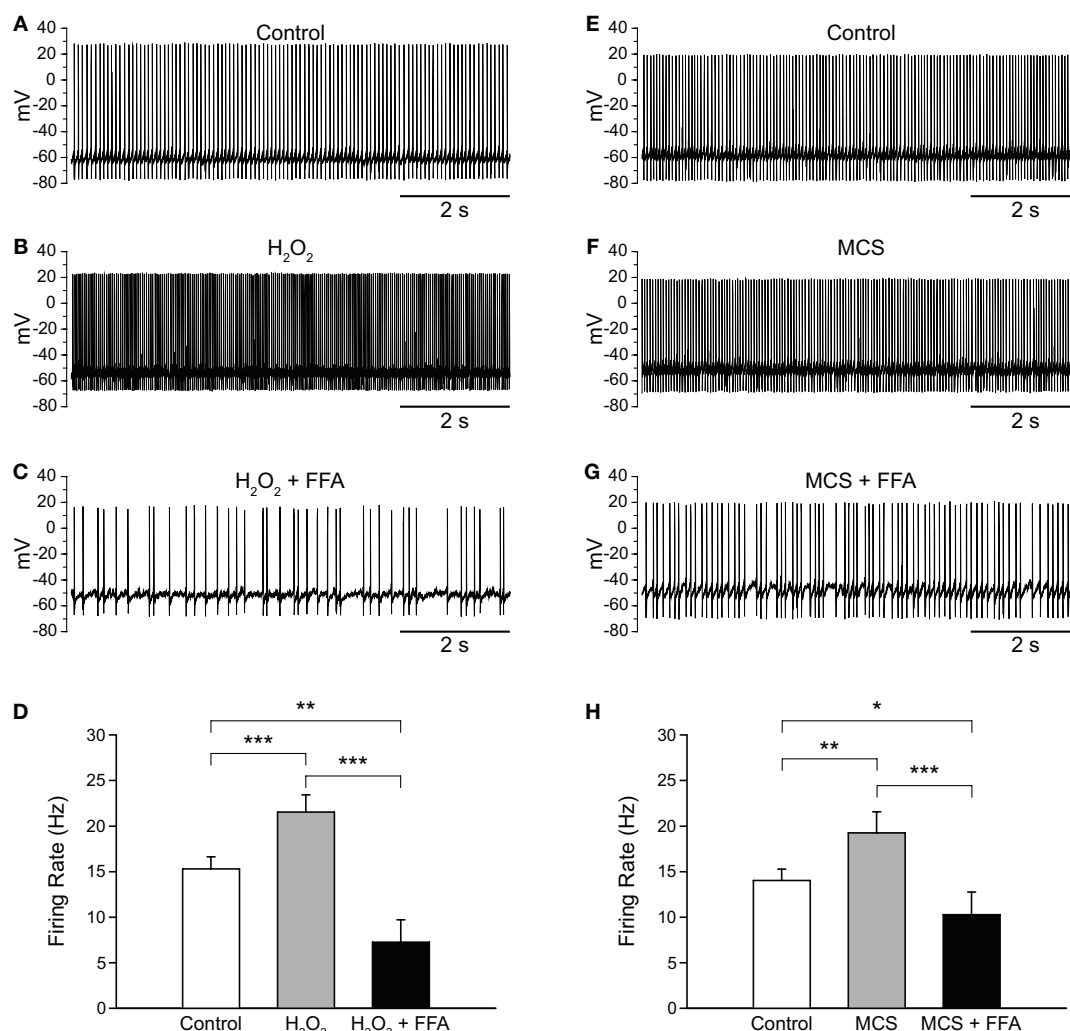 A
Control
40
20
0
-20
-40
-60
-80
mV
2 s
B
H₂O₂
40
20
0
-20
-40
-60
-80
mV
2 s
C
H₂O₂ + FFA
40
20
0
-20
-40
-60
-80
mV
2 s
D
30
25
20
15
10
5
0
Firing Rate (Hz)
**
***
***
Control
H₂O₂
H₂O₂ + FFA
E
Control
40
20
0
-20
-40
-60
-80
mV
2 s
F
MCS
40
20
0
-20
-40
-60
-80
mV
2 s
G
MCS + FFA
40
20
0
-20
-40
-60
-80
mV
2 s
H
30
25
20
15
10
5
0
Firing Rate (Hz)
*
**
***
Control
MCS
MCS + FFA